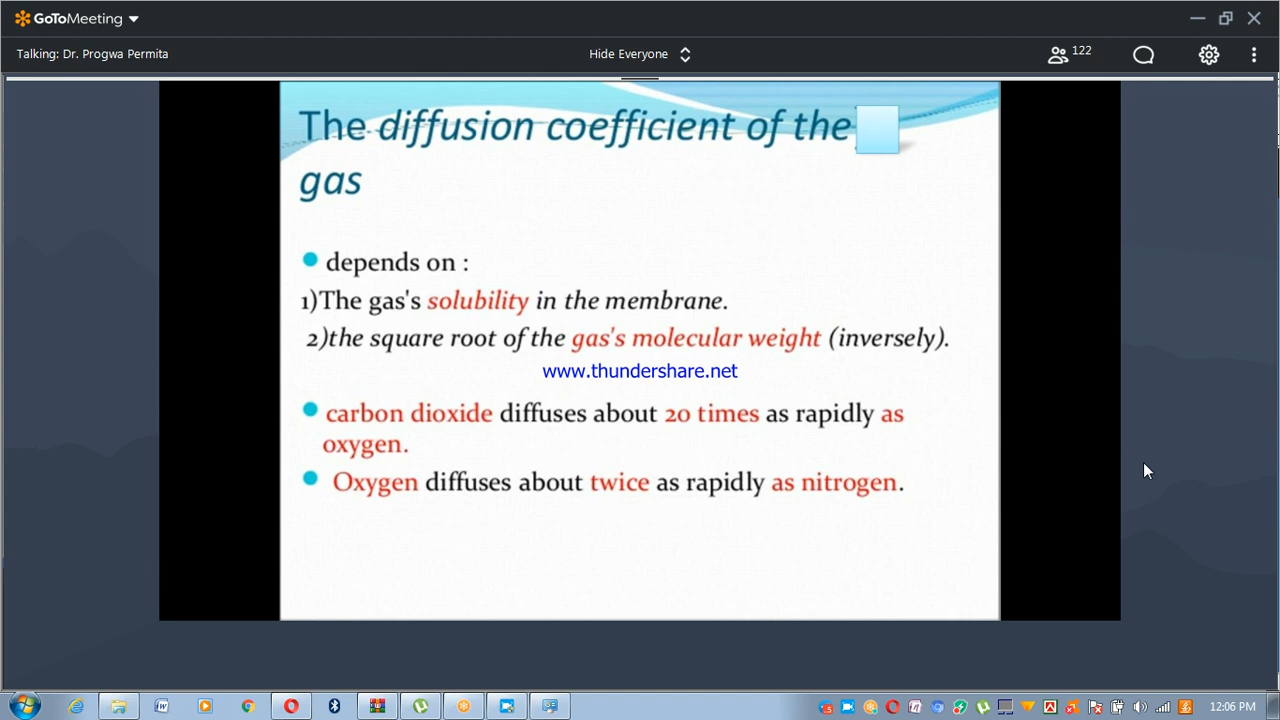 GoToMeeting
Talking: Dr. Progwa Permita
Hide Everyone
122
The diffusion coefficient of the
gas
depends on :
1)The gas's solubility in the membrane.
2)the square root of the gas's molecular weight (inversely).
www.thundershare.net
carbon dioxide diffuses about 20 times as rapidly as
oxygen.
Oxygen diffuses about twice as rapidly as nitrogen.
12:06 PM